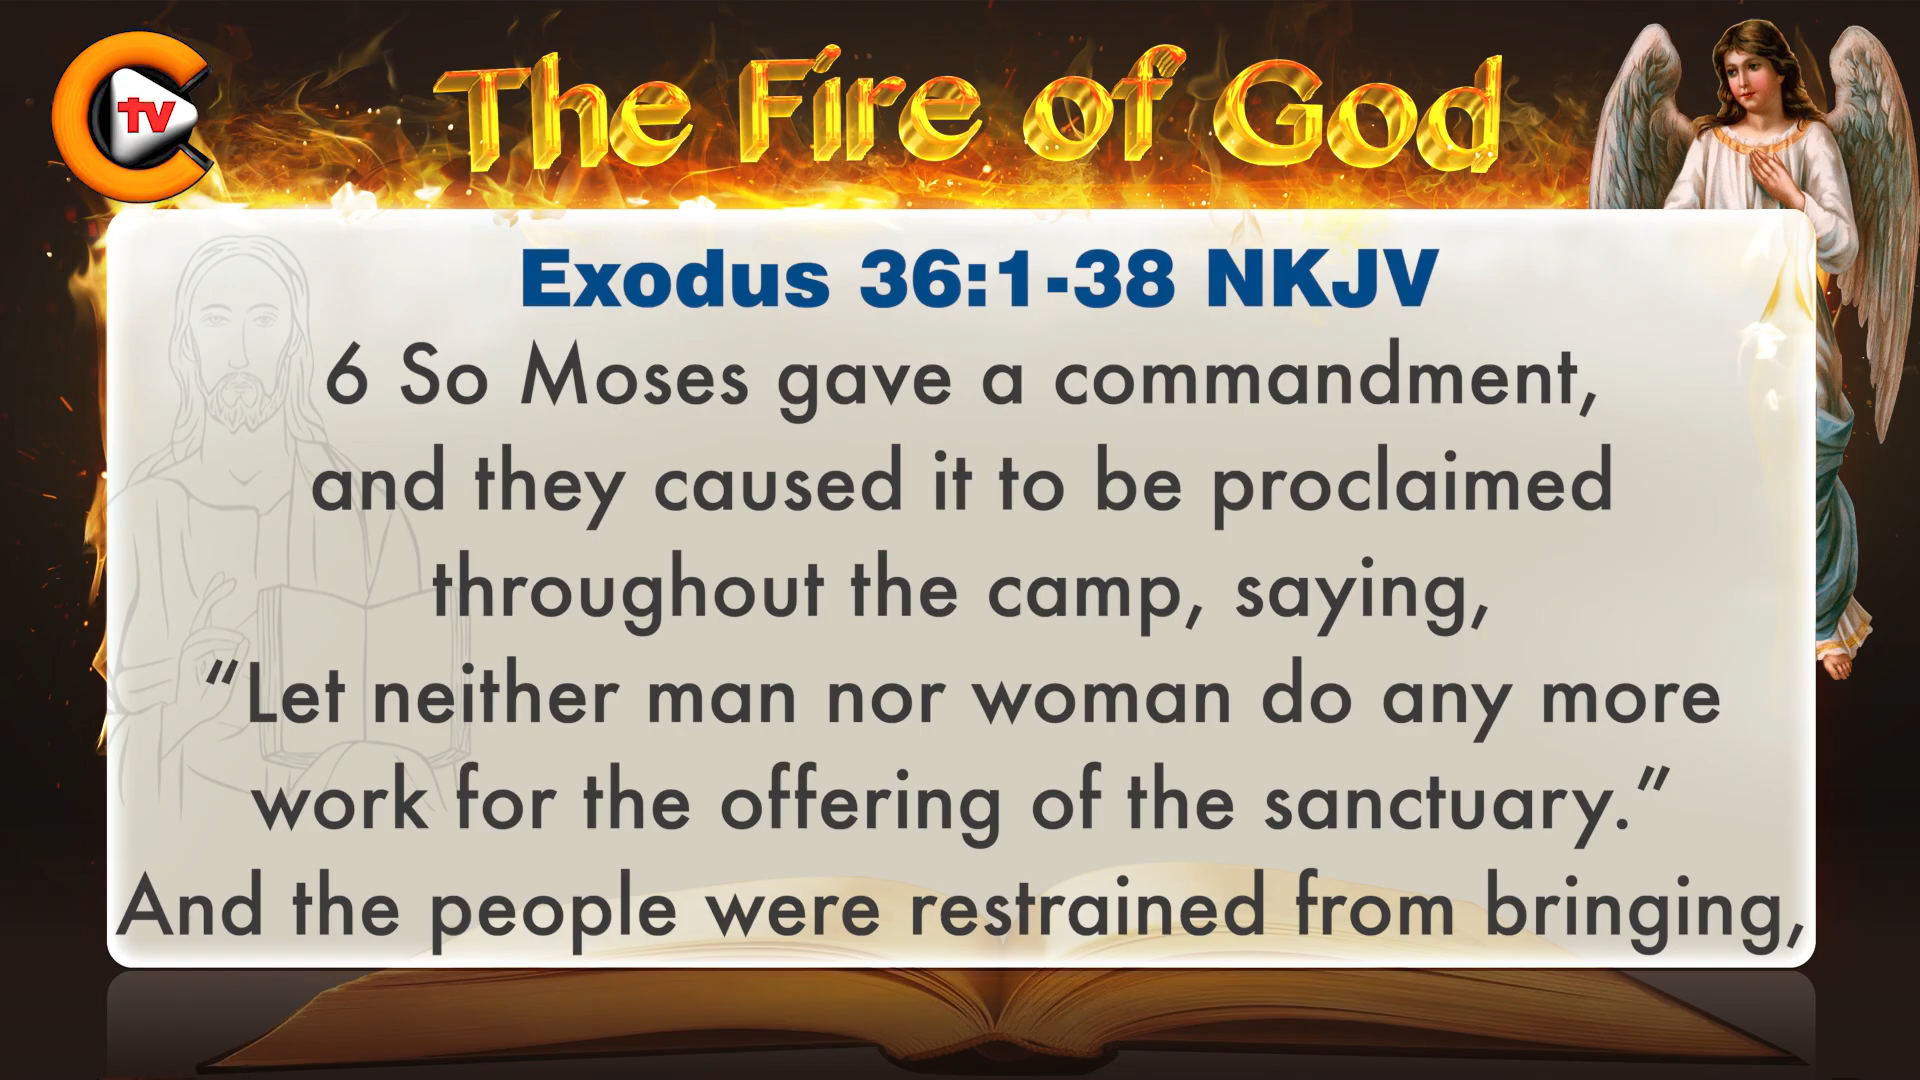 tv
The Fire of God
Exodus 36:1-38 NKJV
6 So Moses gave a commandment,
and they caused it to be proclaimed
throughout the camp, saying,
“Let neither man nor woman do any more
work for the offering of the sanctuary.”
And the people were restrained from bringing,